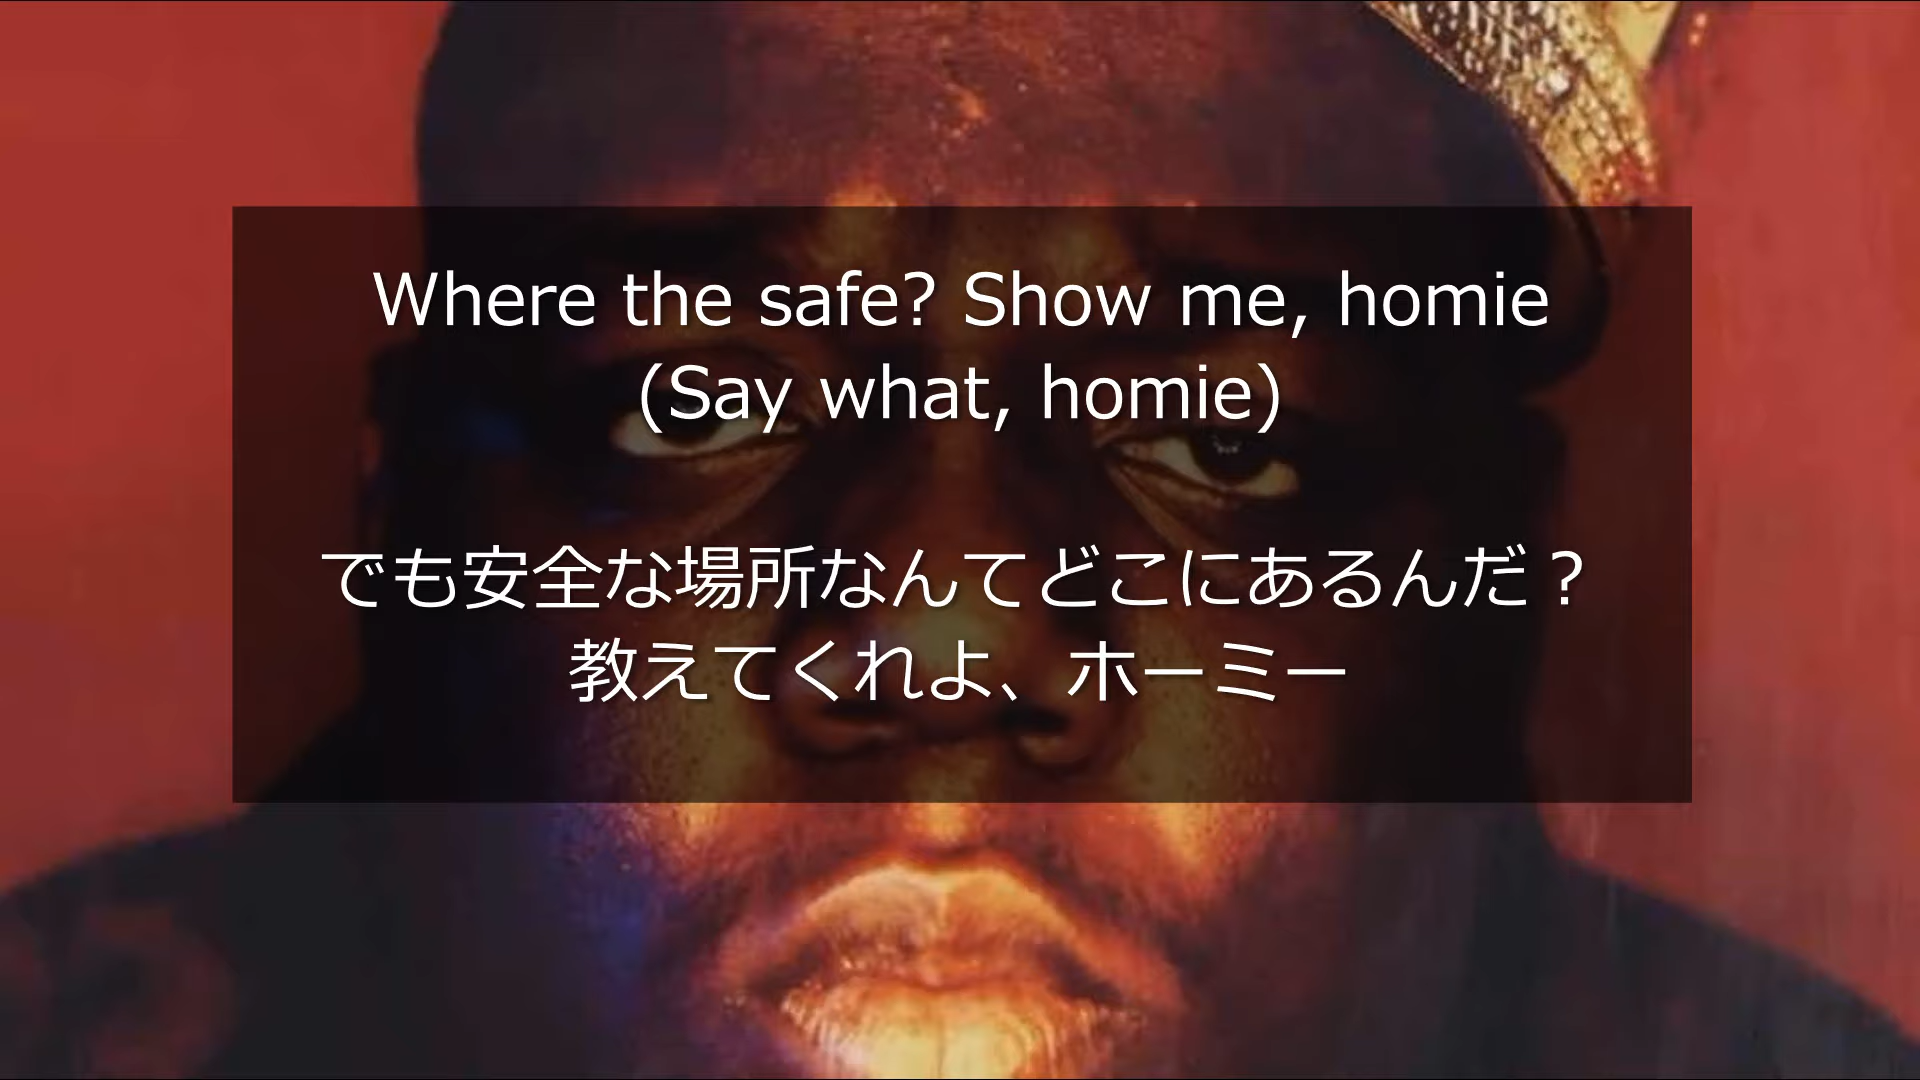 Where the safe? Show me, homie
(Say what, homie)
でも安全な場所なんてどこにあるんだ？
教えてくれよ、ホーミー